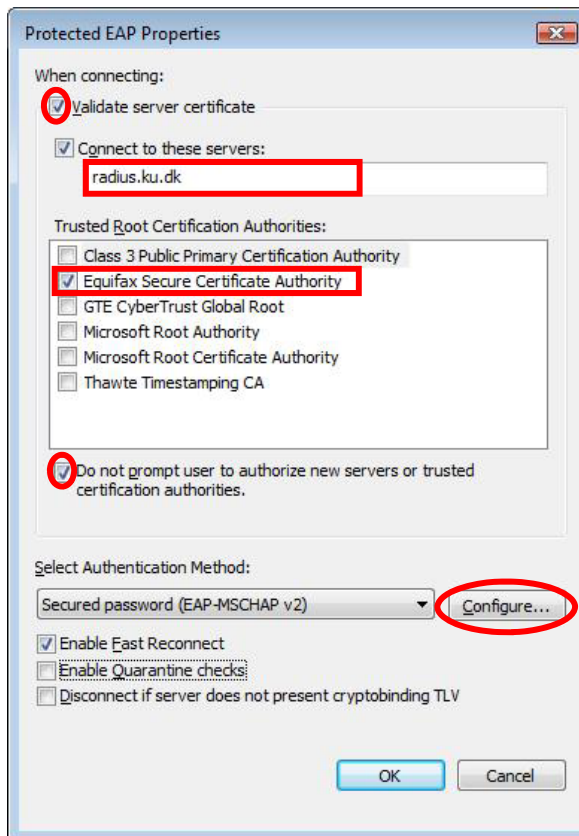 Protected EAP Properties
When connecting:
Validate server certificate
Connect to these servers:
radius.ku.dk
Trusted Root Certification Authorities:
Class 3 Public Primary Certification Authority
Equifax Secure Certificate Authority
GTE CyberTrust Global Root
Microsoft Root Authority
Microsoft Root Certificate Authority
Thawte Timestamping CA
Do not prompt user to authorize new servers or trusted
certification authorities.
Select Authentication Method:
Secured password (EAP-MSCHAP v2)
Configure...
Enable Fast Reconnect
Enable Quarantine checks
Disconnect if server does not present cryptobinding TLV
OK
Cancel